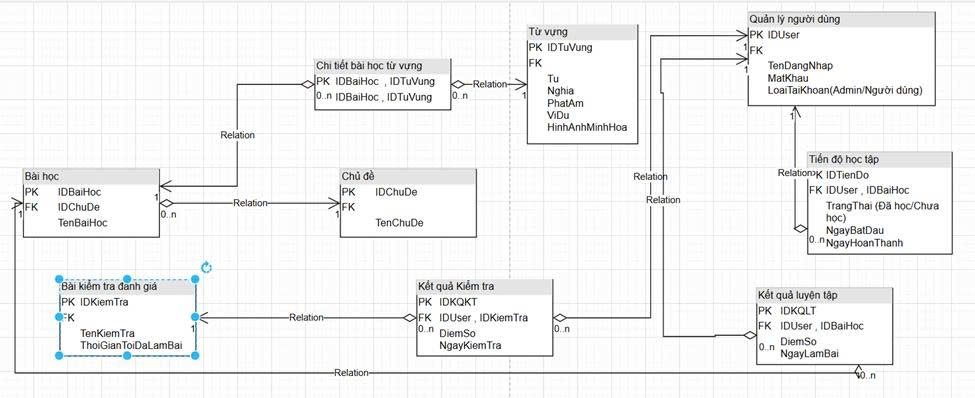 Quản lý người dùng
PK IDUser
FK
TenDangNhap
MatKhau
LoaiTaiKhoan(Admin/Người dùng)
1
1
Từ vựng
PK IDTuVung
FK
Tu
Nghia
PhatAm
ViDu
HinhAnhMinhHoa
Chi tiết bài học từ vựng
PK IDBaiHoc , IDTuVung
IDBaiHoc , IDTuVung
0..n
0..n
Relation
1
Relation
Bài học
PK IDBaiHoc
FK IDChuDe
TenBaiHoc
1
1
0..n
Relation
1
Chủ đề
PK IDChuDe
FK
TenChuDe
Tiến độ học tập
PK IDTienDo
FK IDUser , IDBaiHoc
TrangThai (Đã học/Chưa
học)
NgayBatDau
NgayHoanThanh
0..n
Relation
1
Relation
Relation
Bài kiểm tra đánh giá
PK IDKiemTra
FK
TenKiemTra
ThoiGianToiDaLamBai
1
Relation
Kết quả Kiểm tra
PK IDKQKT
FK IDUser , IDKiemTra
DiemSo
NgayKiemTra
0..n
0..n
Kết quả luyện tập
PK IDKQLT
FK IDUser , IDBaiHoc
DiemSo
NgayLamBai
0..n
0..n
Relation